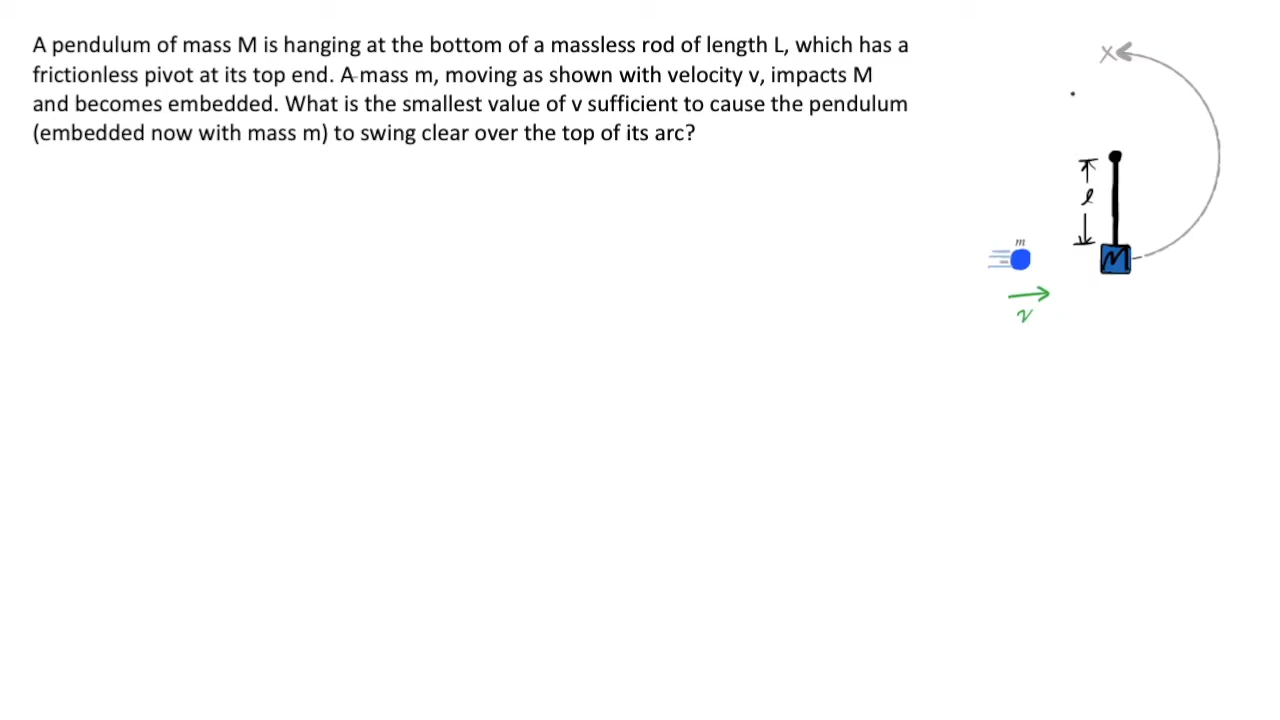 A pendulum of mass M is hanging at the bottom of a massless rod of length L, which has a
frictionless pivot at its top end. A mass m, moving as shown with velocity v, impacts M
and becomes embedded. What is the smallest value of v sufficient to cause the pendulum
(embedded now with mass m) to swing clear over the top of its arc?
x
l
m
M
v